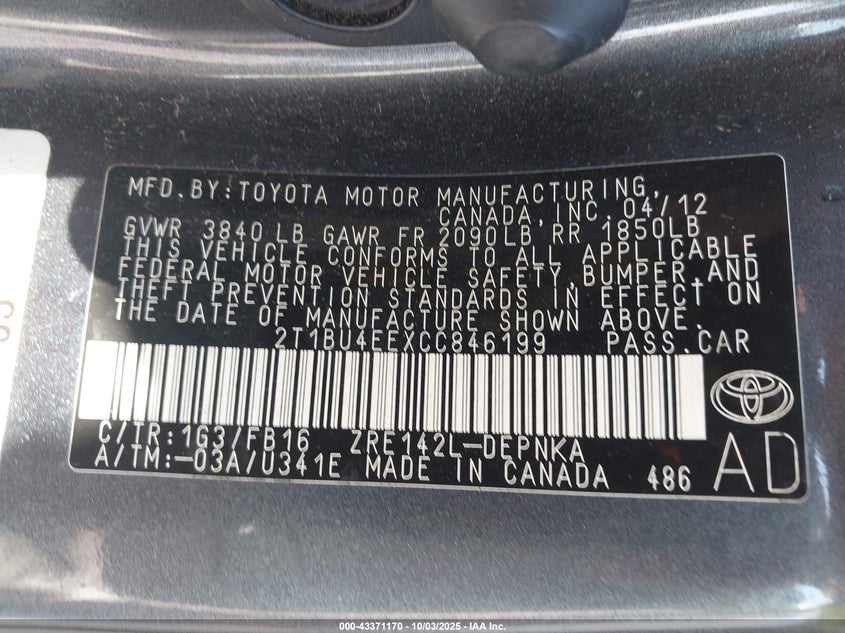 MFD.BY:TOYOTA MOTOR MANUFACTURING,
CANADA,INC.04/12
GVWR 3840 LB GAWR FR 2090LB RR 1850LB
THIS VEHICLE CONFORMS TO ALL APPLICABLE
FEDERAL MOTOR VEHICLE SAFETY,BUMPER,AND
THEFT PREVENTION STANDARDS IN EFFECT ON
THE DATE OF MANUFACTURE SHOWN ABOVE.
2T1BU4EEXCC846199 PASS.CAR
C/TR:1G3/FB16 ZRE142L-DEPNKA
A/TM:-03A/U341E MADE IN CANADA 486
AD
000-43371170 - 10/03/2025 - IAA Inc.